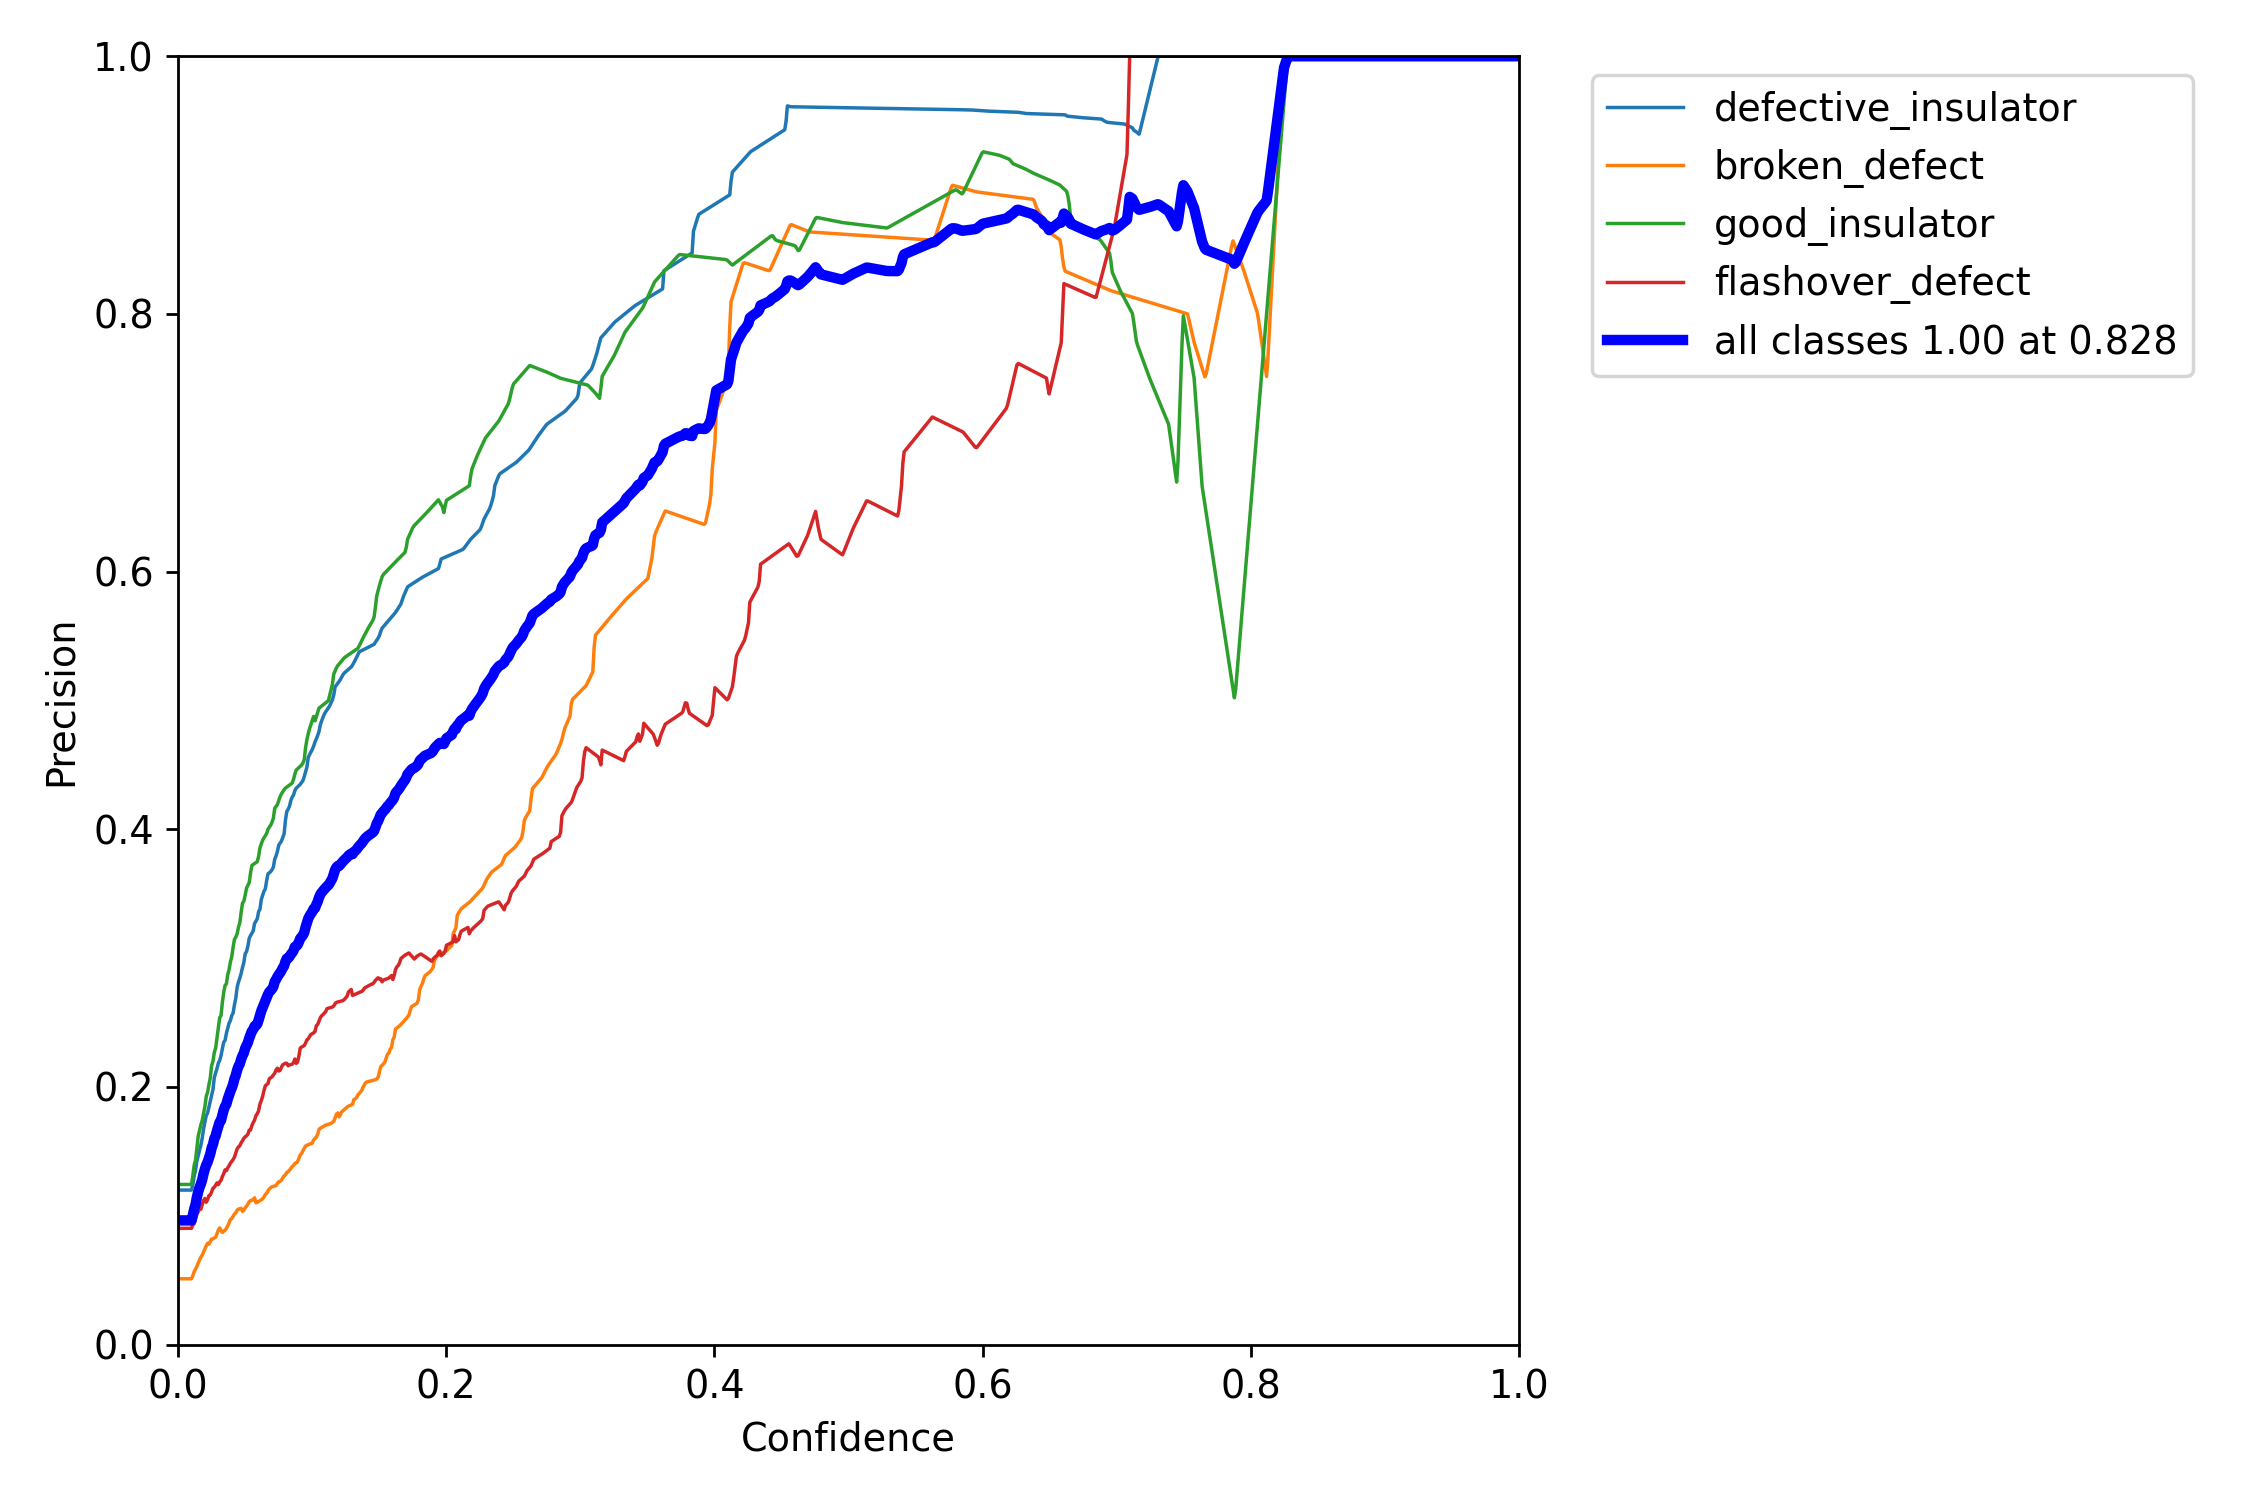 1.0
0.8
0.6
0.4
0.2
0.0
Precision
0.0 0.2 0.4 0.6 0.8 1.0
Confidence
defective_insulator
broken_defect
good_insulator
flashover_defect
all classes 1.00 at 0.828